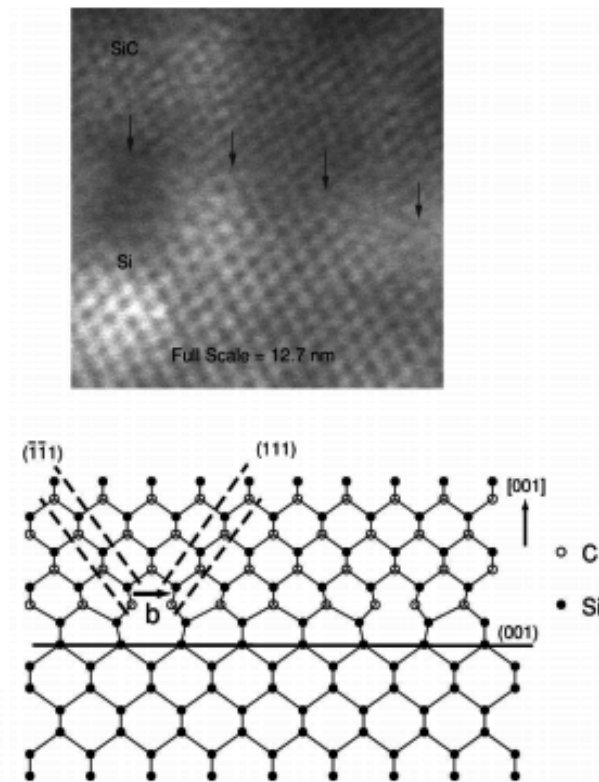 SiC
Si
Full Scale = 12.7 nm
(1̅1̅1)
(111)
[001]
C
b
Si
(001)